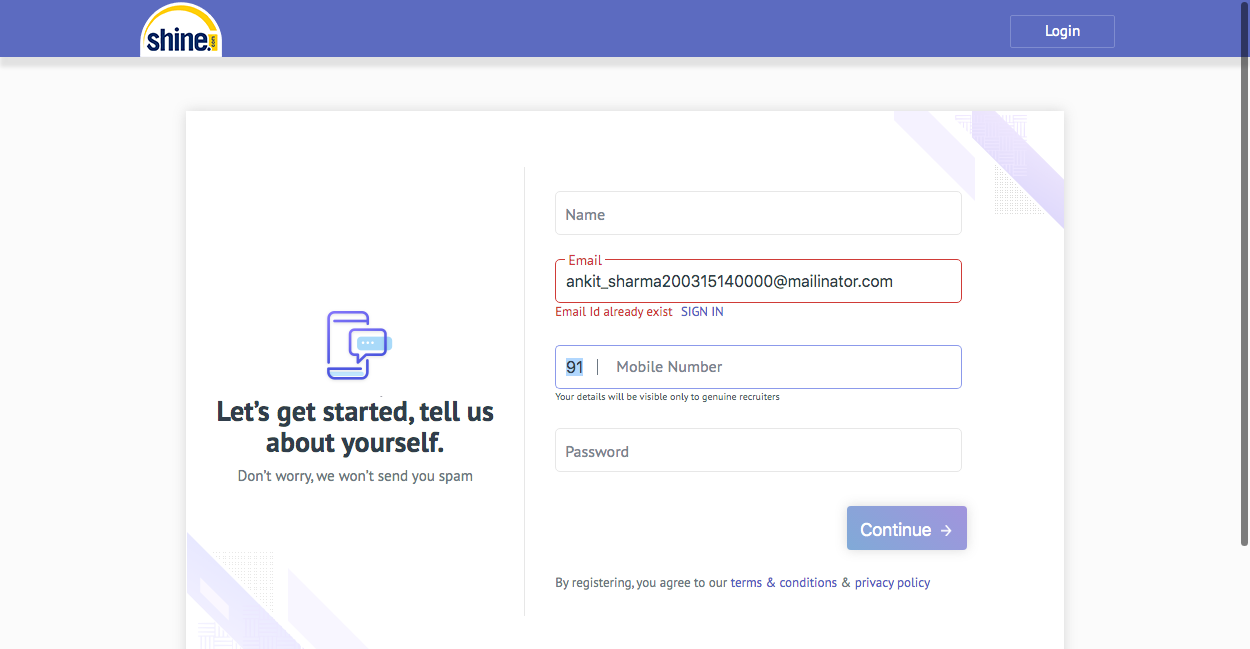 shine.com
Login
Name
Email
ankit_sharma200315140000@mailinator.com
Email Id already exist SIGN IN
91 | Mobile Number
Your details will be visible only to genuine recruiters
Password
Let's get started, tell us
about yourself.
Don't worry, we won't send you spam
Continue →
By registering, you agree to our terms & conditions & privacy policy